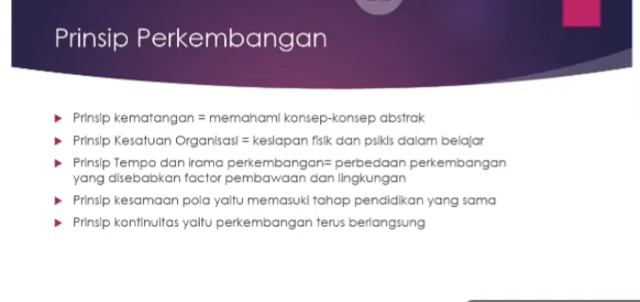 Prinsip Perkembangan
Prinsip kematangan = memahami konsep-konsep abstrak
Prinsip Kesatuan Organisasi = kesiapan fisik dan psikis dalam belajar
Prinsip Tempo dan irama perkembangan= perbedaan perkembangan
yang disebabkan factor pembawaan dan lingkungan
Prinsip kesamaan pola yaitu memasuki tahap pendidikan yang sama
Prinsip kontinuitas yaitu perkembangan terus berlangsung